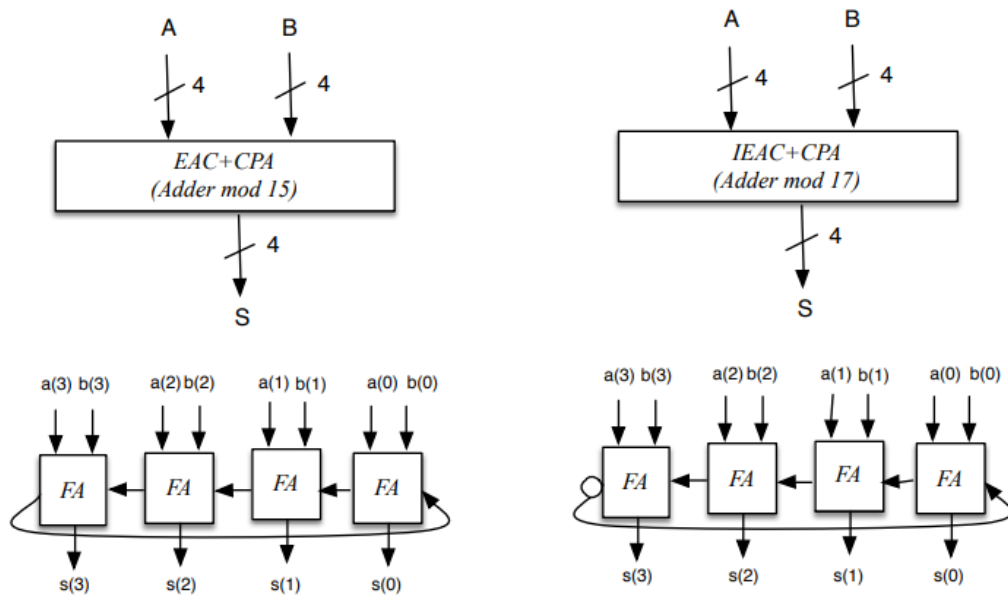 A B
4 4
EAC+CPA
(Adder mod 15)
4
S
a(3) b(3) a(2) b(2) a(1) b(1) a(0) b(0)
FA FA FA FA
s(3) s(2) s(1) s(0)
A B
4 4
IEAC+CPA
(Adder mod 17)
4
S
a(3) b(3) a(2) b(2) a(1) b(1) a(0) b(0)
FA FA FA FA
s(3) s(2) s(1) s(0)